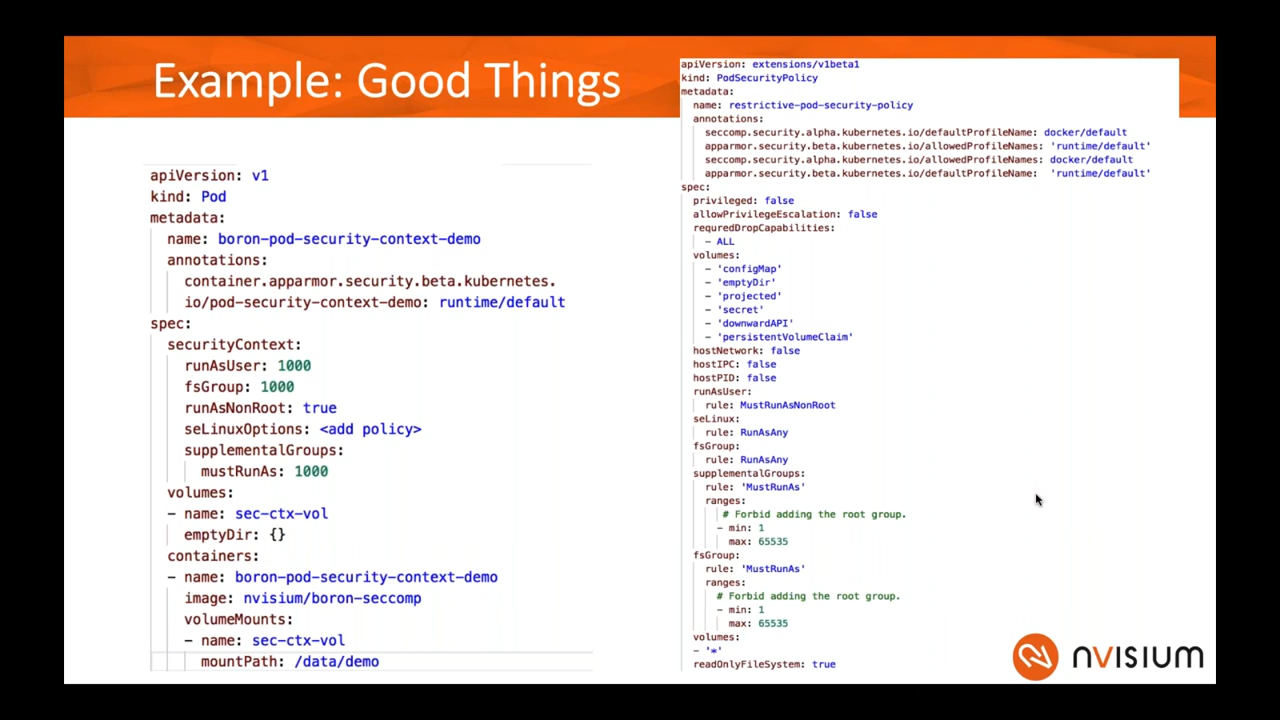 Example: Good Things
apiVersion: v1
kind: Pod
metadata:
  name: boron-pod-security-context-demo
  annotations:
    container.apparmor.security.beta.kubernetes.
    io/pod-security-context-demo: runtime/default
spec:
  securityContext:
    runAsUser: 1000
    fsGroup: 1000
    runAsNonRoot: true
    seLinuxOptions: <add policy>
    supplementalGroups:
      mustRunAs: 1000
  volumes:
  - name: sec-ctx-vol
    emptyDir: {}
  containers:
  - name: boron-pod-security-context-demo
    image: nvisium/boron-seccomp
    volumeMounts:
    - name: sec-ctx-vol
      mountPath: /data/demo
apiVersion: extensions/v1beta1
kind: PodSecurityPolicy
metadata:
  name: restrictive-pod-security-policy
  annotations:
    seccomp.security.alpha.kubernetes.io/defaultProfileName: docker/default
    apparmor.security.beta.kubernetes.io/allowedProfileNames: 'runtime/default'
    seccomp.security.alpha.kubernetes.io/allowedProfileNames: docker/default
    apparmor.security.beta.kubernetes.io/defaultProfileName:  'runtime/default'
spec:
  privileged: false
  allowPrivilegeEscalation: false
  requredDropCapabilities:
    - ALL
  volumes:
    - 'configMap'
    - 'emptyDir'
    - 'projected'
    - 'secret'
    - 'downwardAPI'
    - 'persistentVolumeClaim'
  hostNetwork: false
  hostIPC: false
  hostPID: false
  runAsUser:
    rule: MustRunAsNonRoot
  seLinux:
    rule: RunAsAny
  fsGroup:
    rule: RunAsAny
  supplementalGroups:
    rule: 'MustRunAs'
    ranges:
      # Forbid adding the root group.
      - min: 1
        max: 65535
  fsGroup:
    rule: 'MustRunAs'
    ranges:
      # Forbid adding the root group.
      - min: 1
        max: 65535
  volumes:
  - '*'
  readOnlyFileSystem: true
nVISIUM